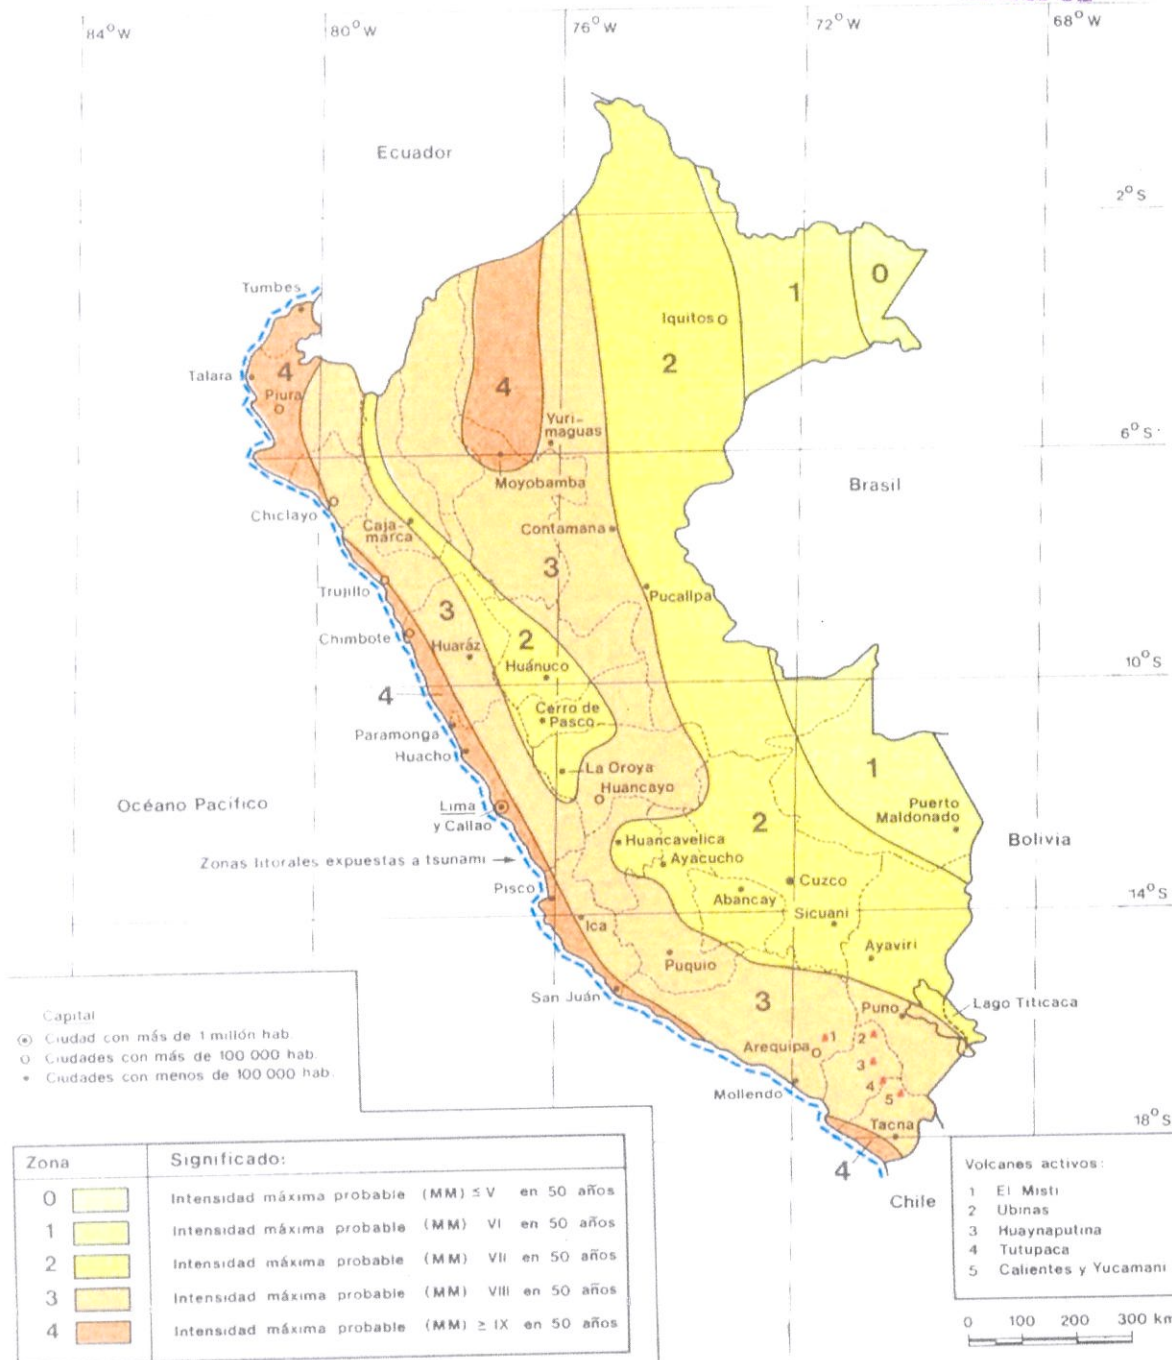 84°W
80°W
76°W
72°W
68°W
Ecuador
2°S
0
1
Tumbes
Iquitos
2
Talara
4
Piura
4
Yuri-
maguas
6°S
Moyobamba
Brasil
Chiclayo
Caja-
marca
Contamana
3
Trujillo
Pucallpa
3
Chimbote
Huaráz
2
Huánuco
10°S
4
Cerro de
Pasco
Paramonga
Huacho
La Oroya
1
Huancayo
Océano Pacífico
Lima
y Callao
2
Puerto
Maldonado
Huancavelica
Bolivia
Zonas litorales expuestas a tsunami
Ayacucho
Pisco
Cuzco
Abancay
14°S
Ica
Sicuani
Ayaviri
Puquio
San Juán
3
Puno
Lago Titicaca
Arequipa
1
2
3
4
5
Mollendo
Tacna
18°S
4
Chile
Capital
Ciudad con más de 1 millón hab.
Ciudades con más de 100 000 hab.
Ciudades con menos de 100 000 hab.
Zona Significado:
0 Intensidad máxima probable (MM) ≤ V en 50 años
1 Intensidad máxima probable (MM) VI en 50 años
2 Intensidad máxima probable (MM) VII en 50 años
3 Intensidad máxima probable (MM) VIII en 50 años
4 Intensidad máxima probable (MM) ≥ IX en 50 años
Volcanes activos:
1 El Misti
2 Ubinas
3 Huaynaputina
4 Tutupaca
5 Calientes y Yucamani
0 100 200 300 km